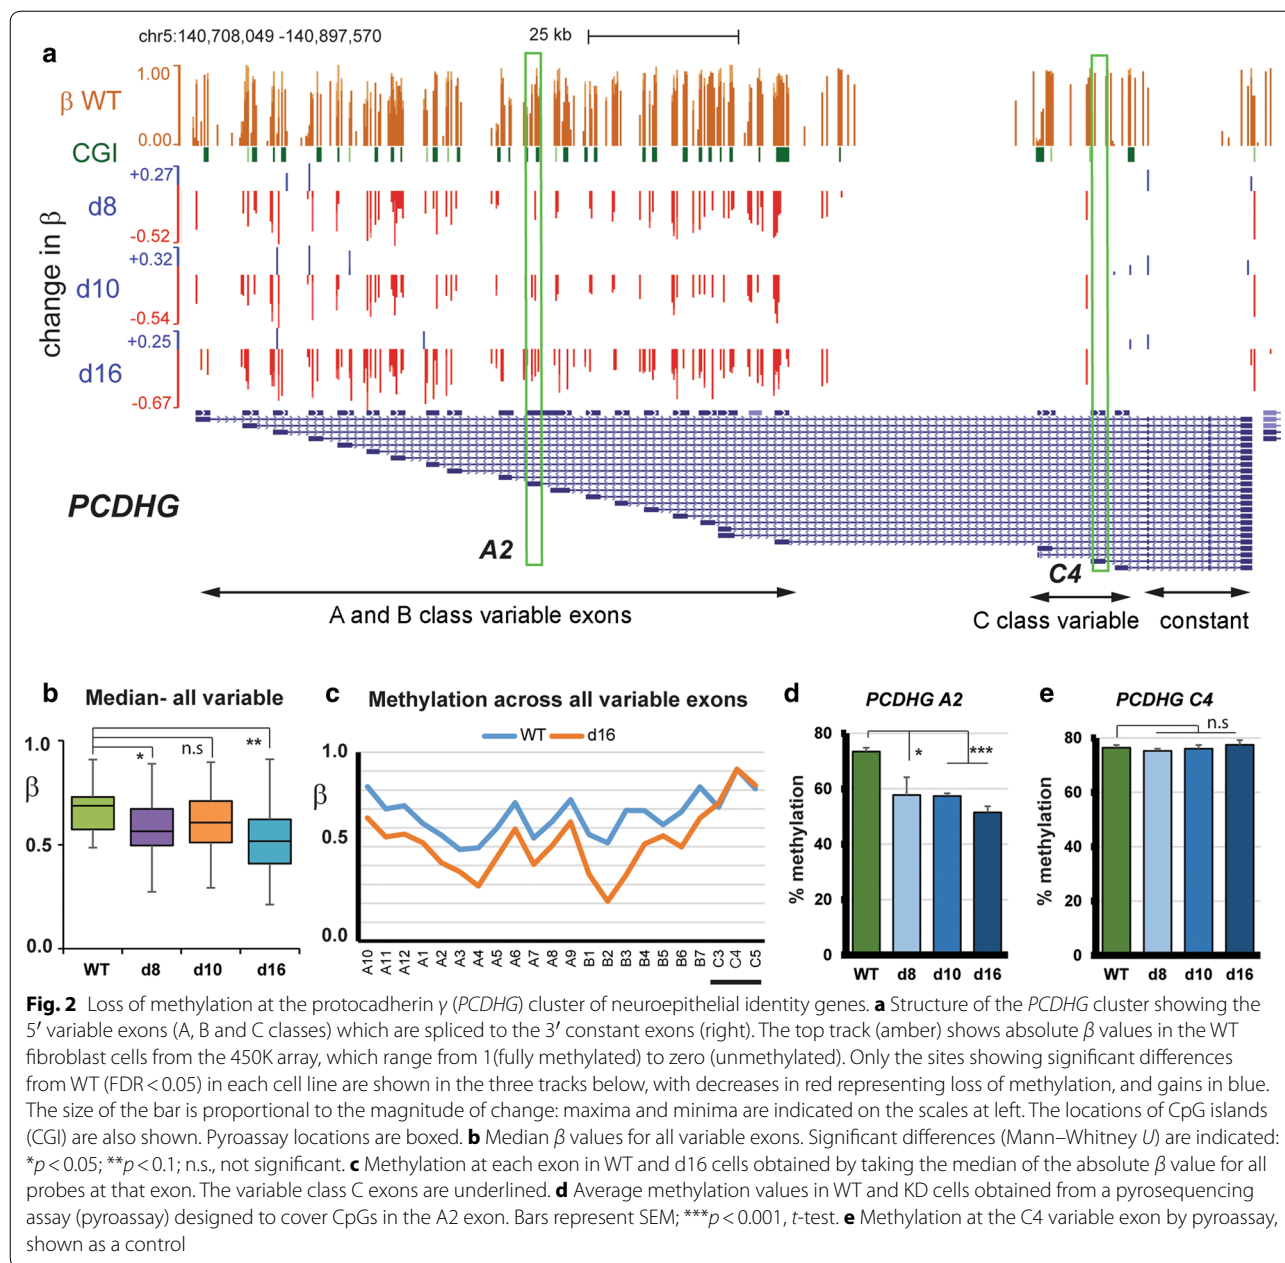 a
chr5:140,708,049 -140,897,570
25 kb
1.00
β WT
0.00
CGI
change in β
+0.27
d8
-0.52
+0.32
d10
-0.54
+0.25
d16
-0.67
PCDHG
A2
C4
A and B class variable exons
C class variable
constant
b
Median- all variable
1.0
β
0.5
0.0
*
n.s
**
WT d8 d10 d16
c
Methylation across all variable exons
WT d16
1.0
β
0.5
0.0
A10 A11 A12 A1 A2 A3 A4 A5 A6 A7 A8 A9 B1 B2 B3 B4 B5 B6 B7 C3 C4 C5
d
PCDHG A2
% methylation
80
60
40
20
0
*
***
WT d8 d10 d16
e
PCDHG C4
n.s
% methylation
80
60
40
20
0
WT d8 d10 d16
Fig. 2 Loss of methylation at the protocadherin γ (PCDHG) cluster of neuroepithelial identity genes. a Structure of the PCDHG cluster showing the
5′ variable exons (A, B and C classes) which are spliced to the 3′ constant exons (right). The top track (amber) shows absolute β values in the WT
fibroblast cells from the 450K array, which range from 1(fully methylated) to zero (unmethylated). Only the sites showing significant differences
from WT (FDR < 0.05) in each cell line are shown in the three tracks below, with decreases in red representing loss of methylation, and gains in blue.
The size of the bar is proportional to the magnitude of change: maxima and minima are indicated on the scales at left. The locations of CpG islands
(CGI) are also shown. Pyroassay locations are boxed. b Median β values for all variable exons. Significant differences (Mann–Whitney U) are indicated:
*p < 0.05; **p < 0.1; n.s., not significant. c Methylation at each exon in WT and d16 cells obtained by taking the median of the absolute β value for all
probes at that exon. The variable class C exons are underlined. d Average methylation values in WT and KD cells obtained from a pyrosequencing
assay (pyroassay) designed to cover CpGs in the A2 exon. Bars represent SEM; ***p < 0.001, t-test. e Methylation at the C4 variable exon by pyroassay,
shown as a control